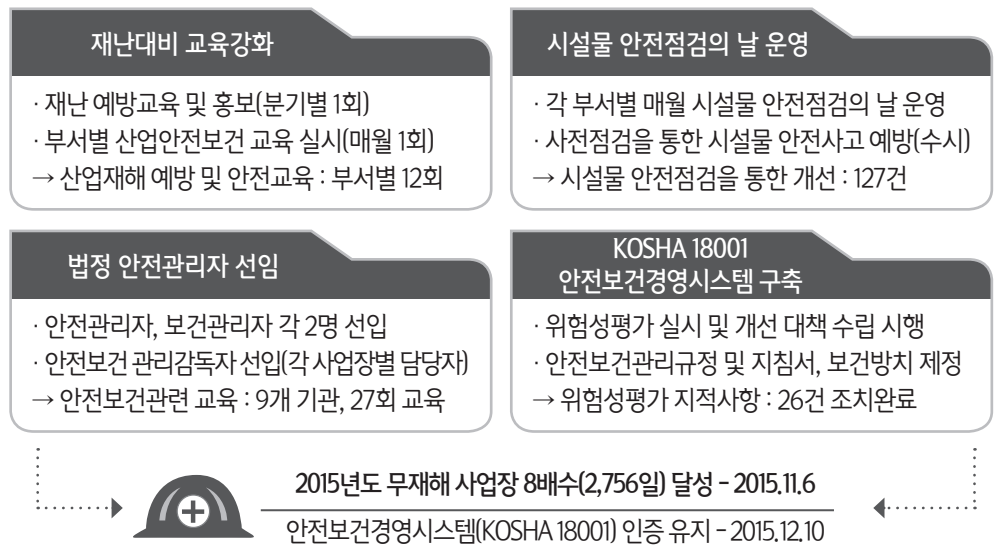 재난대비 교육강화
· 재난 예방교육 및 홍보(분기별 1회)
· 부서별 산업안전보건 교육 실시(매월 1회)
→ 산업재해 예방 및 안전교육 : 부서별 12회
시설물 안전점검의 날 운영
· 각 부서별 매월 시설물 안전점검의 날 운영
· 사전점검을 통한 시설물 안전사고 예방(수시)
→ 시설물 안전점검을 통한 개선 : 127건
법정 안전관리자 선임
· 안전관리자, 보건관리자 각 2명 선입
· 안전보건 관리감독자 선임(각 사업장별 담당자)
→ 안전보건관련 교육 : 9개 기관, 27회 교육
KOSHA 18001
안전보건경영시스템 구축
· 위험성평가 실시 및 개선 대책 수립 시행
· 안전보건관리규정 및 지침서, 보건방치 제정
→ 위험성평가 지적사항 : 26건 조치완료
2015년도 무재해 사업장 8배수(2,756일) 달성 - 2015.11.6
안전보건경영시스템(KOSHA 18001) 인증 유지 - 2015.12.10